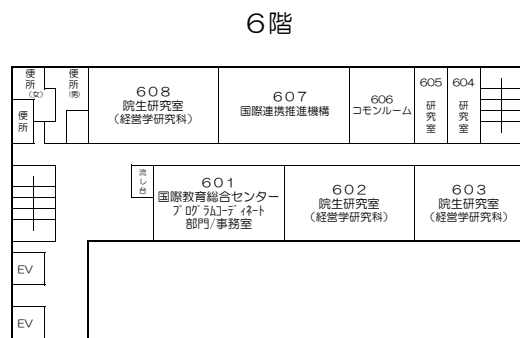 6階
便所
(女)
便所
(男)
便所
608
院生研究室
(経営学研究科)
607
国際連携推進機構
606
コモンルーム
605
研究室
604
研究室
流し台
601
国際教育総合センター
プログラムコーディネート
部門/事務室
602
院生研究室
(経営学研究科)
603
院生研究室
(経営学研究科)
EV
EV